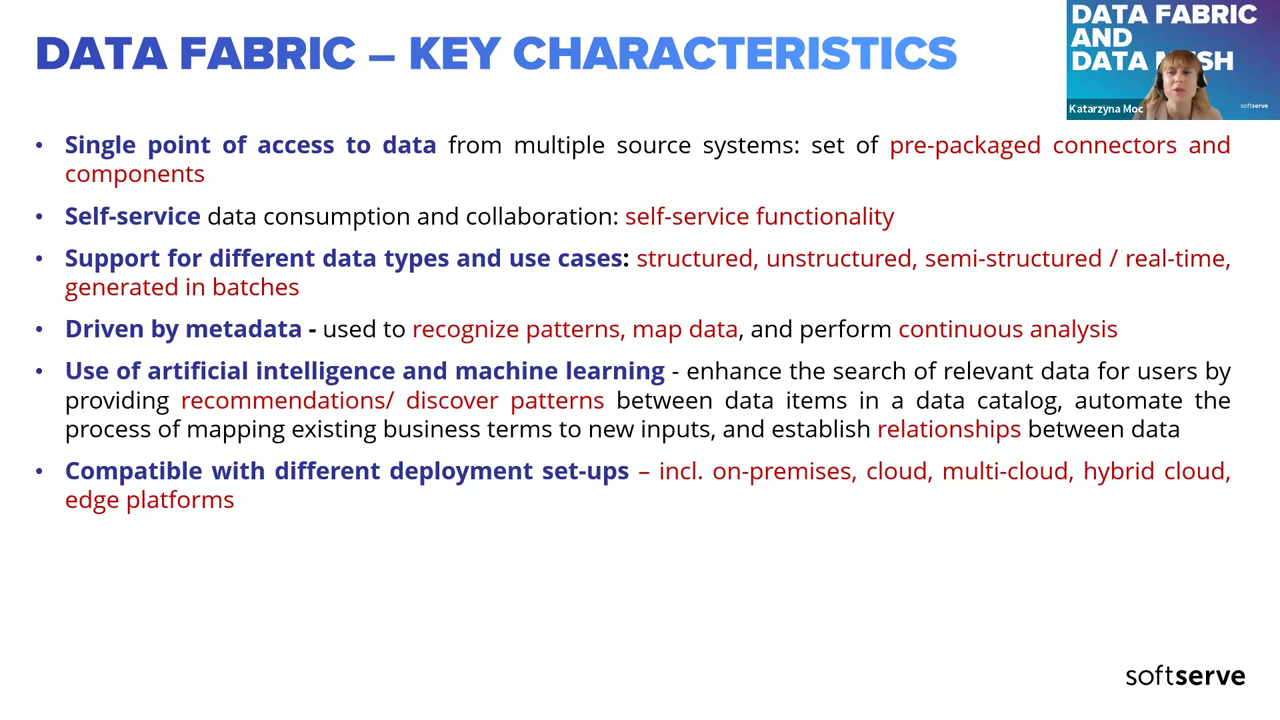 DATA FABRIC – KEY CHARACTERISTICS
DATA FABRIC
AND
DATA
Katarzyna Moc
softserve
• Single point of access to data from multiple source systems: set of pre-packaged connectors and
components
• Self-service data consumption and collaboration: self-service functionality
• Support for different data types and use cases: structured, unstructured, semi-structured / real-time,
generated in batches
• Driven by metadata - used to recognize patterns, map data, and perform continuous analysis
• Use of artificial intelligence and machine learning - enhance the search of relevant data for users by
providing recommendations/ discover patterns between data items in a data catalog, automate the
process of mapping existing business terms to new inputs, and establish relationships between data
• Compatible with different deployment set-ups – incl. on-premises, cloud, multi-cloud, hybrid cloud,
edge platforms
softserve